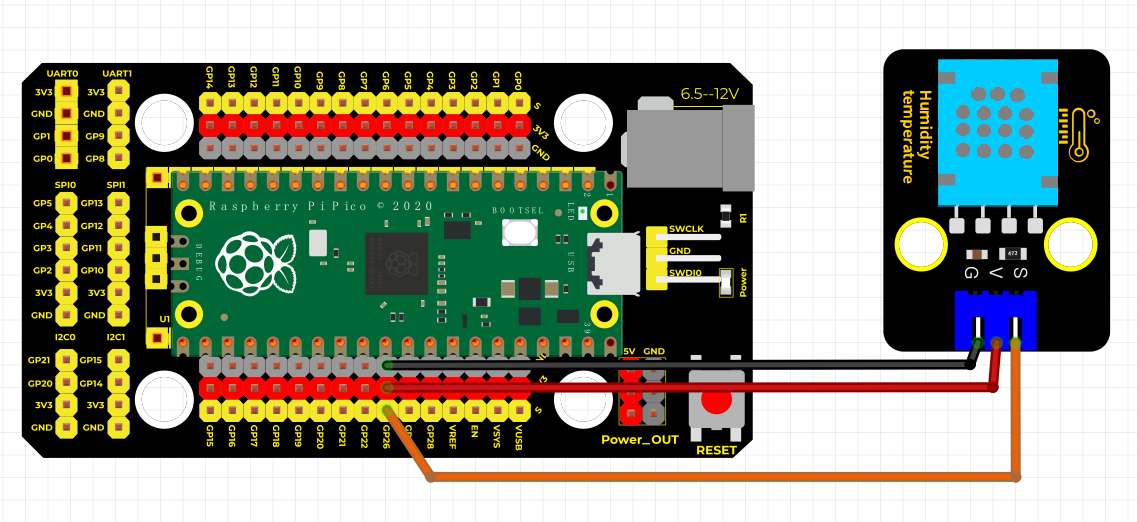 UART0
3V3
GND
GP1
GP0
UART1
3V3
GND
GP9
GP8
SPI0
GP5
GP4
GP3
GP2
3V3
GND
SPI1
GP13
GP12
GP11
GP10
3V3
GND
I2C0
GP21
GP20
3V3
GND
I2C1
GP15
GP14
3V3
GND
GP14
GP13
GP12
GP11
GP10
GP9
GP8
GP7
GP6
GP5
GP4
GP3
GP2
GP1
GP0
S
3V3
GND
6.5--12V
Raspberry Pi Pico © 2020
BOOTSEL
LED
USB
DEBUG
2
1
39
U1
SWCLK
GND
SWDI0
R1
Power
GP15
GP16
GP17
GP18
GP19
GP20
GP21
GP22
GP26
GP28
VREF
EN
VSYS
VUSB
S
5V
GND
Power_OUT
RESET
Humidity
temperature
472
G
V
S